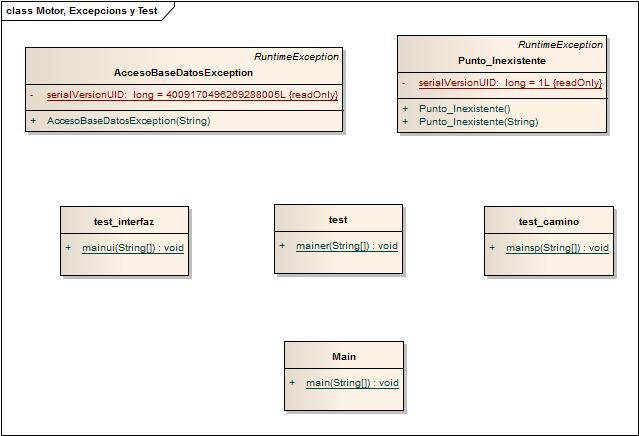 class Motor, Excepcions y Test
RuntimeException
AccesoBaseDatosException
- serialVersionUID: long = 4009170496269288005L {readOnly}
+ AccesoBaseDatosException(String)
RuntimeException
Punto_Inexistente
- serialVersionUID: long = 1L {readOnly}
+ Punto_Inexistente()
+ Punto_Inexistente(String)
test_interfaz
+ mainui(String[]) : void
test
+ mainer(String[]) : void
test_camino
+ mainsp(String[]) : void
Main
+ main(String[]) : void